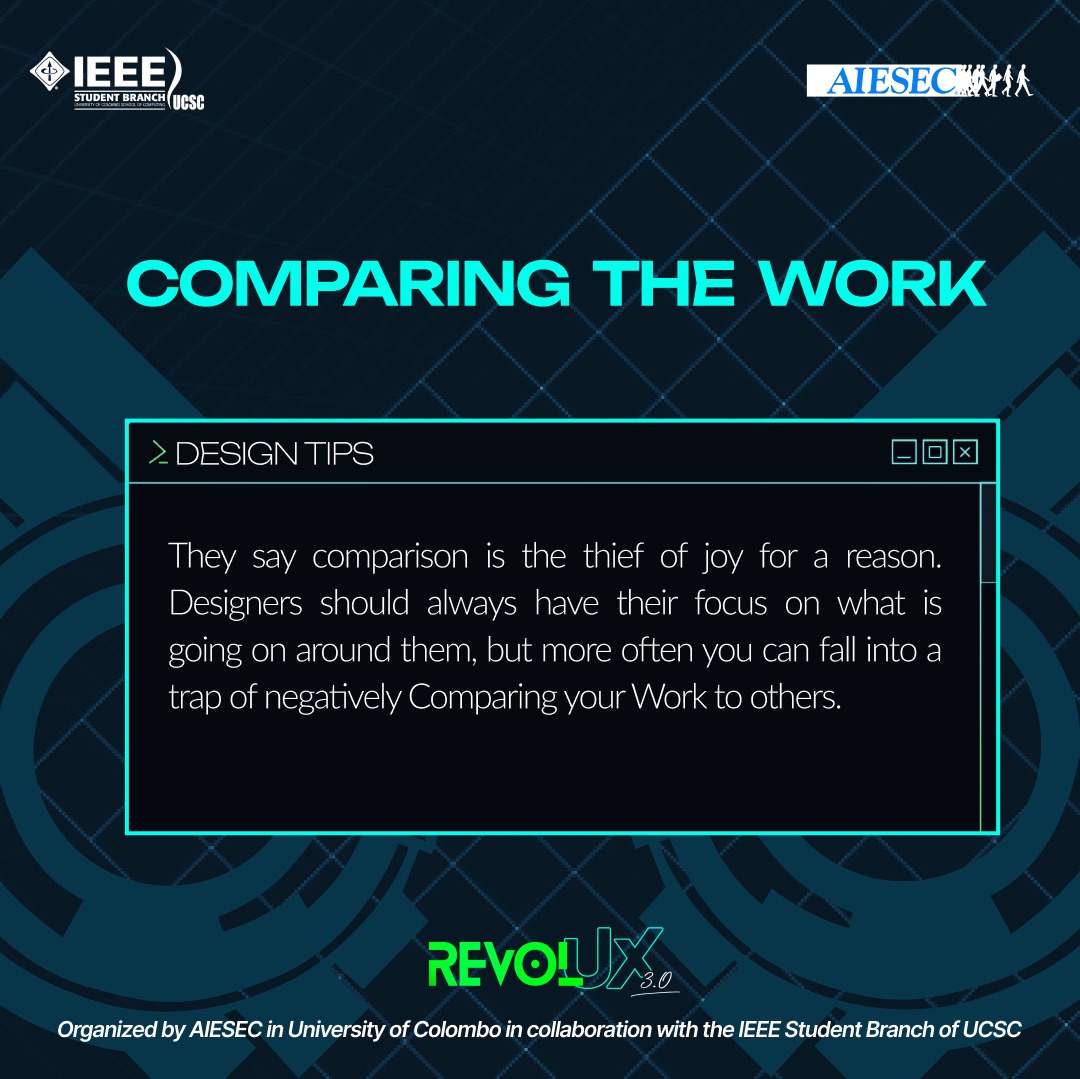 IEEE
STUDENT BRANCH
UNIVERSITY OF COLOMBO SCHOOL OF COMPUTING
UCSC
AIESEC
COMPARING THE WORK
DESIGN TIPS
They say comparison is the thief of joy for a reason.
Designers should always have their focus on what is
going on around them, but more often you can fall into a
trap of negatively Comparing your Work to others.
REVOLUX
3.0
Organized by AIESEC in University of Colombo in collaboration with the IEEE Student Branch of UCSC